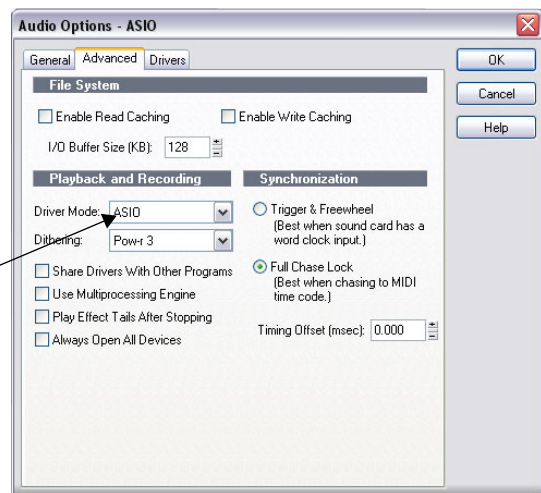 Audio Options - ASIO
General Advanced Drivers
OK
Cancel
Help
File System
Enable Read Caching Enable Write Caching
I/O Buffer Size (KB): 128
Playback and Recording
Driver Mode: ASIO
Dithering: Pow-r 3
Share Drivers With Other Programs
Use Multiprocessing Engine
Play Effect Tails After Stopping
Always Open All Devices
Synchronization
Trigger & Freewheel
(Best when sound card has a
word clock input.)
Full Chase Lock
(Best when chasing to MIDI
time code.)
Timing Offset (msec): 0.000